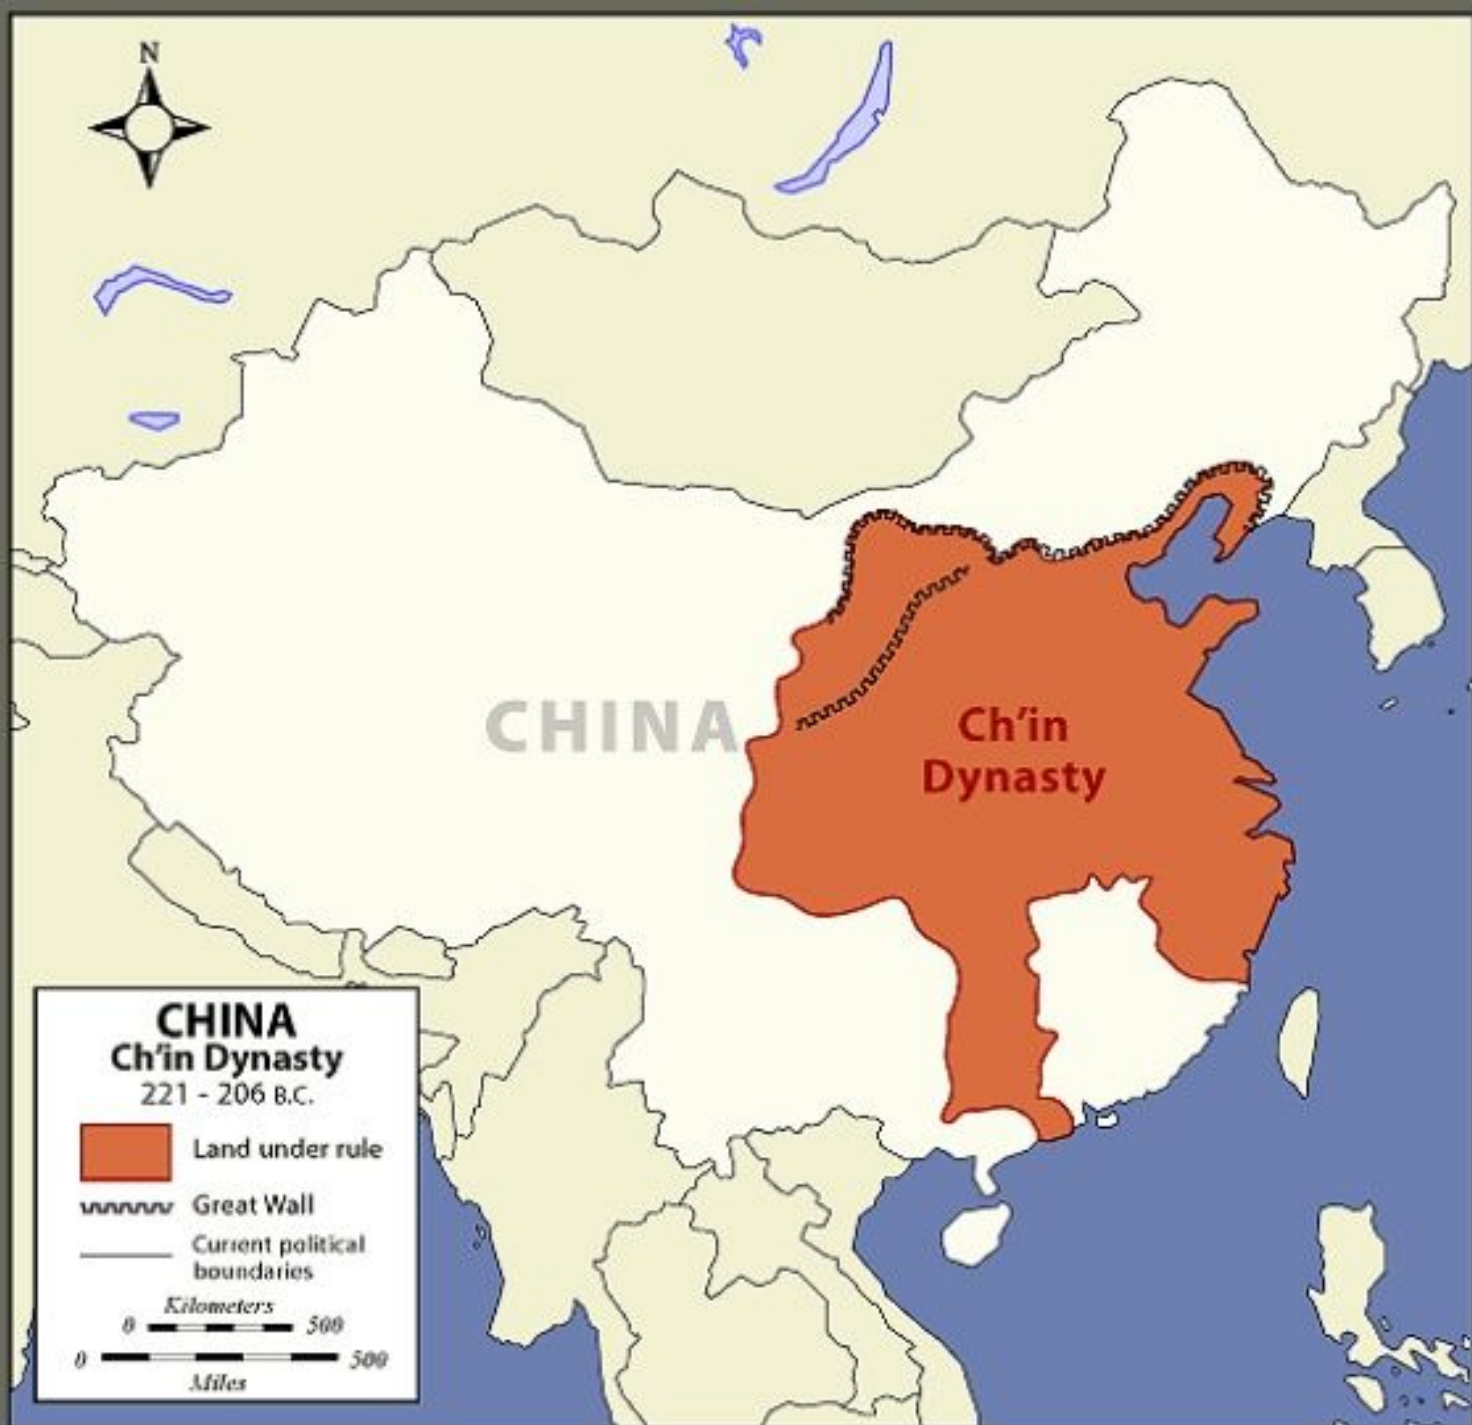 N
CHINA
Ch'in
Dynasty
CHINA
Ch'in Dynasty
221 - 206 B.C.
Land under rule
Great Wall
Current political
boundaries
Kilometers
0 500
0 500
Miles